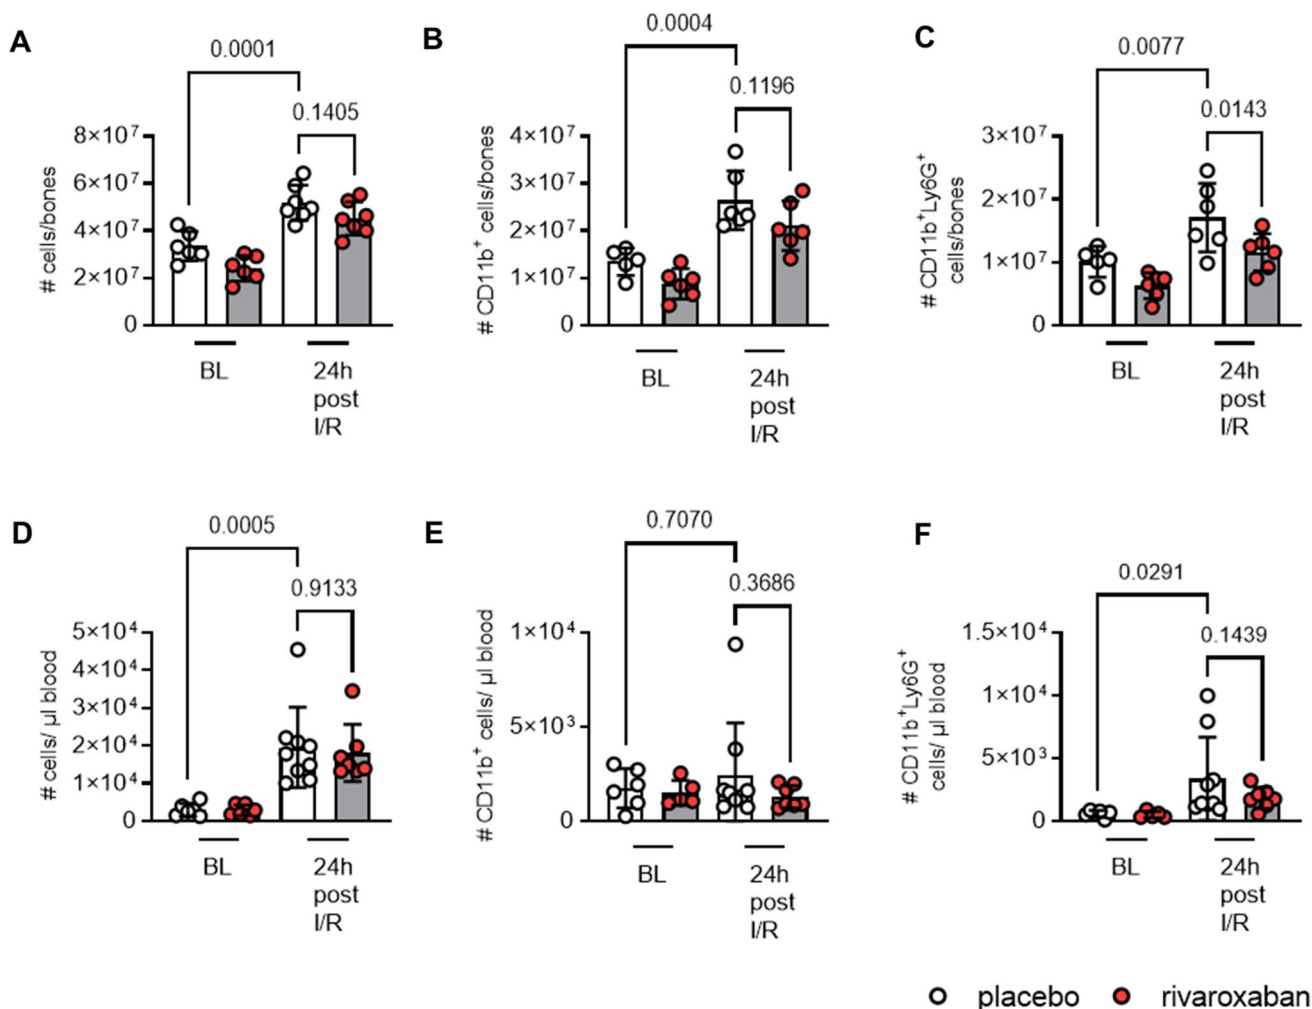 A
0.0001
0.1405
# cells/bones
8×10⁷
6×10⁷
4×10⁷
2×10⁷
0
BL
24h
post
I/R
B
0.0004
0.1196
# CD11b⁺ cells/bones
4×10⁷
3×10⁷
2×10⁷
1×10⁷
0
BL
24h
post
I/R
C
0.0077
0.0143
# CD11b⁺Ly6G⁺
cells/bones
3×10⁷
2×10⁷
1×10⁷
0
BL
24h
post
I/R
D
0.0005
0.9133
# cells/ µl blood
5×10⁴
4×10⁴
3×10⁴
2×10⁴
1×10⁴
0
BL
24h
post
I/R
E
0.7070
0.3686
# CD11b⁺ cells/ µl blood
1×10⁴
5×10³
0
BL
24h
post
I/R
F
0.0291
0.1439
# CD11b⁺Ly6G⁺
cells/ µl blood
1.5×10⁴
1×10⁴
5×10³
0
BL
24h
post
I/R
placebo
rivaroxaban